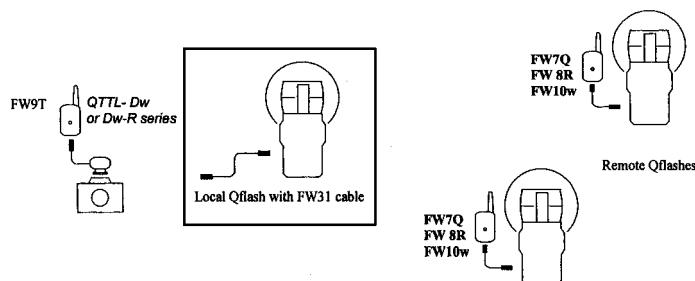 FW9T
QTTL- Dw
or Dw-R series
Local Qflash with FW31 cable
FW7Q
FW 8R
FW10w
Remote Qflashes
FW7Q
FW 8R
FW10w